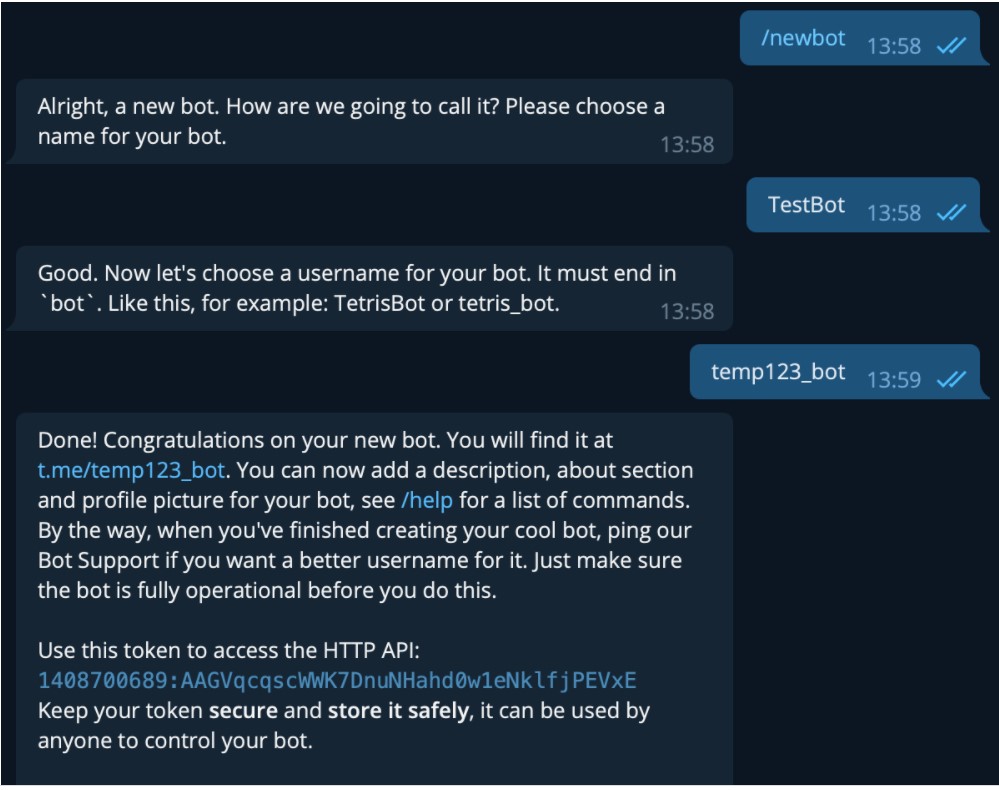 /newbot 13:58
Alright, a new bot. How are we going to call it? Please choose a
name for your bot.
13:58
TestBot 13:58
Good. Now let's choose a username for your bot. It must end in
`bot`. Like this, for example: TetrisBot or tetris_bot.
13:58
temp123_bot 13:59
Done! Congratulations on your new bot. You will find it at
t.me/temp123_bot. You can now add a description, about section
and profile picture for your bot, see /help for a list of commands.
By the way, when you've finished creating your cool bot, ping our
Bot Support if you want a better username for it. Just make sure
the bot is fully operational before you do this.
Use this token to access the HTTP API:
1408700689:AAGVqcqscWWK7DnuNHahd0w1eNklfjPEVxE
Keep your token secure and store it safely, it can be used by
anyone to control your bot.